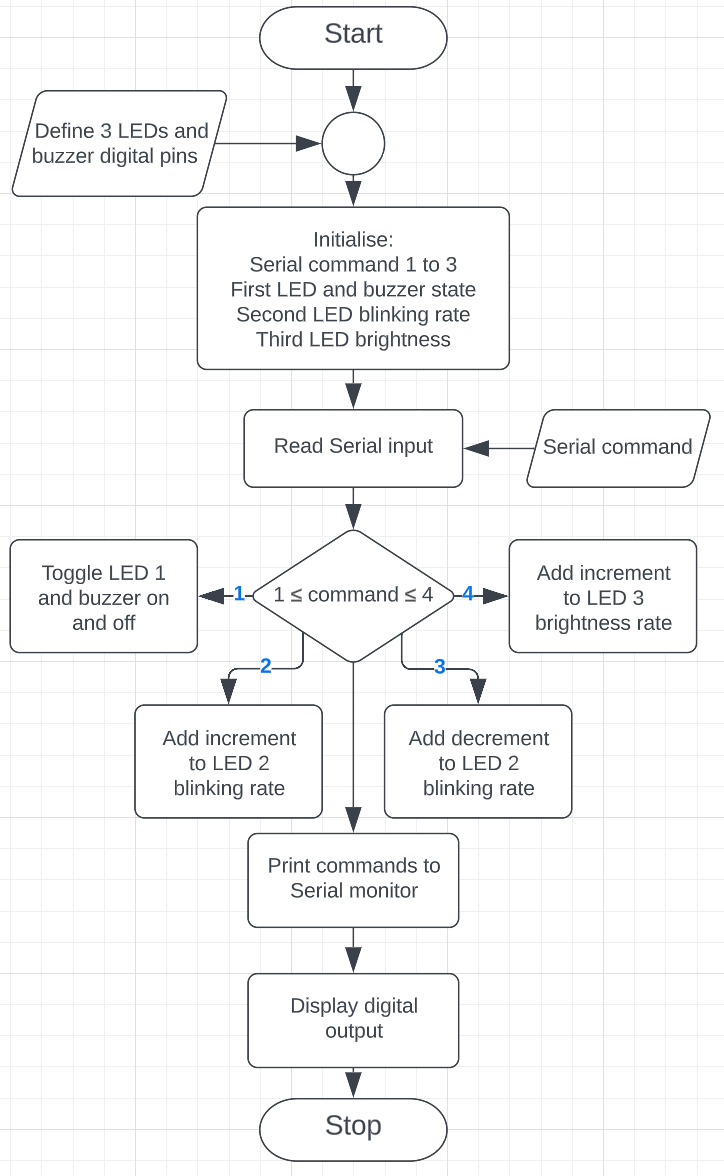 Start
Define 3 LEDs and
buzzer digital pins
Initialise:
Serial command 1 to 3
First LED and buzzer state
Second LED blinking rate
Third LED brightness
Read Serial input
Serial command
Toggle LED 1
and buzzer on
and off
1
1 ≤ command ≤ 4
4
Add increment
to LED 3
brightness rate
2
3
Add increment
to LED 2
blinking rate
Add decrement
to LED 2
blinking rate
Print commands to
Serial monitor
Display digital
output
Stop